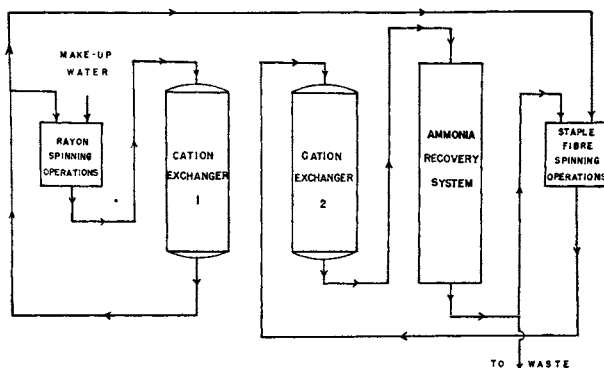 MAKE-UP
WATER
RAYON
SPINNING
OPERATIONS
CATION
EXCHANGER
1
CATION
EXCHANGER
2
AMMONIA
RECOVERY
SYSTEM
STAPLE
FIBRE
SPINNING
OPERATIONS
TO WASTE